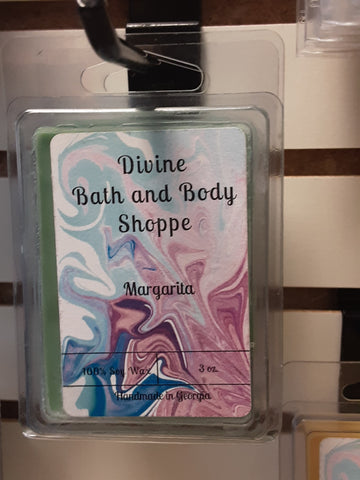 Divine
Bath and Body
Shoppe
Margarita
100% Soy Wax 3 oz.
Handmade in Georgia